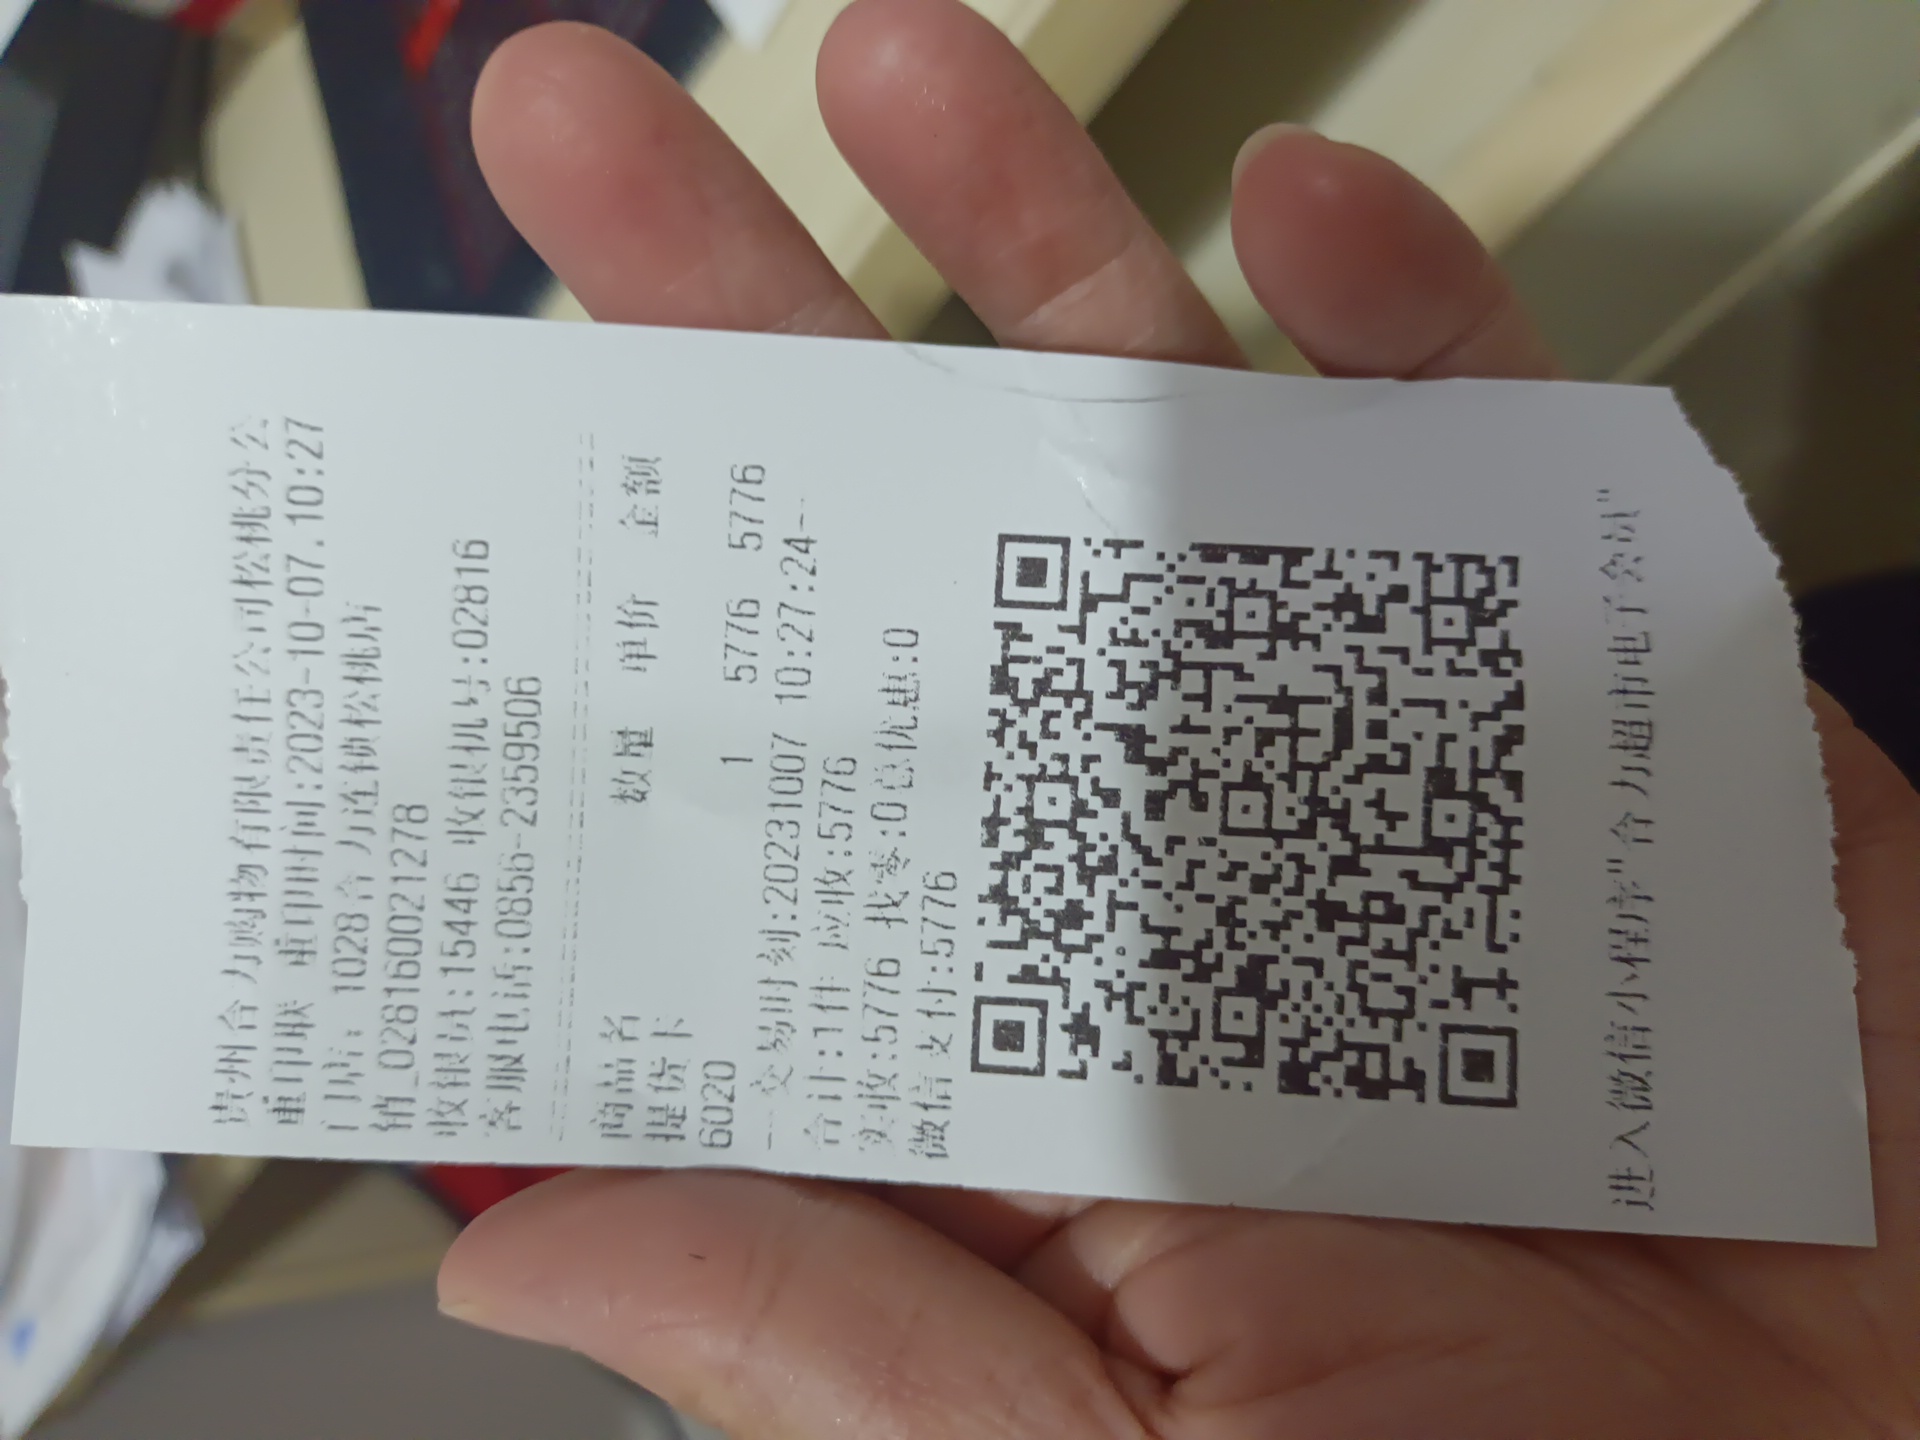 贵州合力购物有限责任公司松桃分公
重印联 重印时间:2023-10-07.10:27
门店: 1028合力连锁松桃店
销_02816000021278
收银员:15446 收银机号:02816
客服电话:0856-2359506
商品名 数量 单价 金额
提货卡
6020 1 5776 5776
--交易时刻:20231007 10:27:24--
合计:1件 应收:5776
实收:5776 找零:0总优惠:0
微信支付:5776
进入微信小程序"合力超市电子会员"